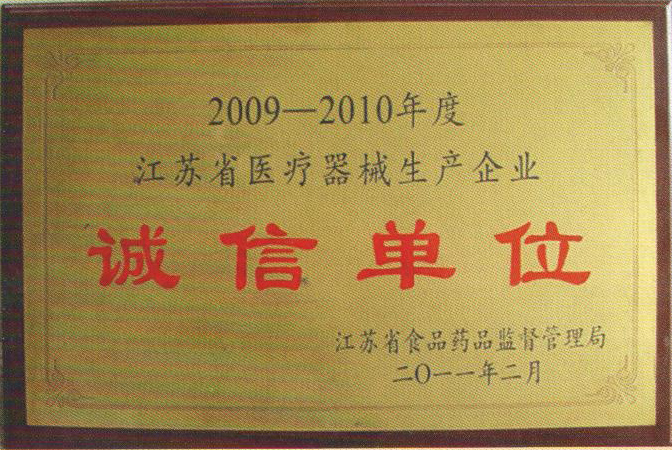 2009—2010年度
江苏省医疗器械生产企业
诚信单位
江苏省食品药品监督管理局
二〇一一年二月